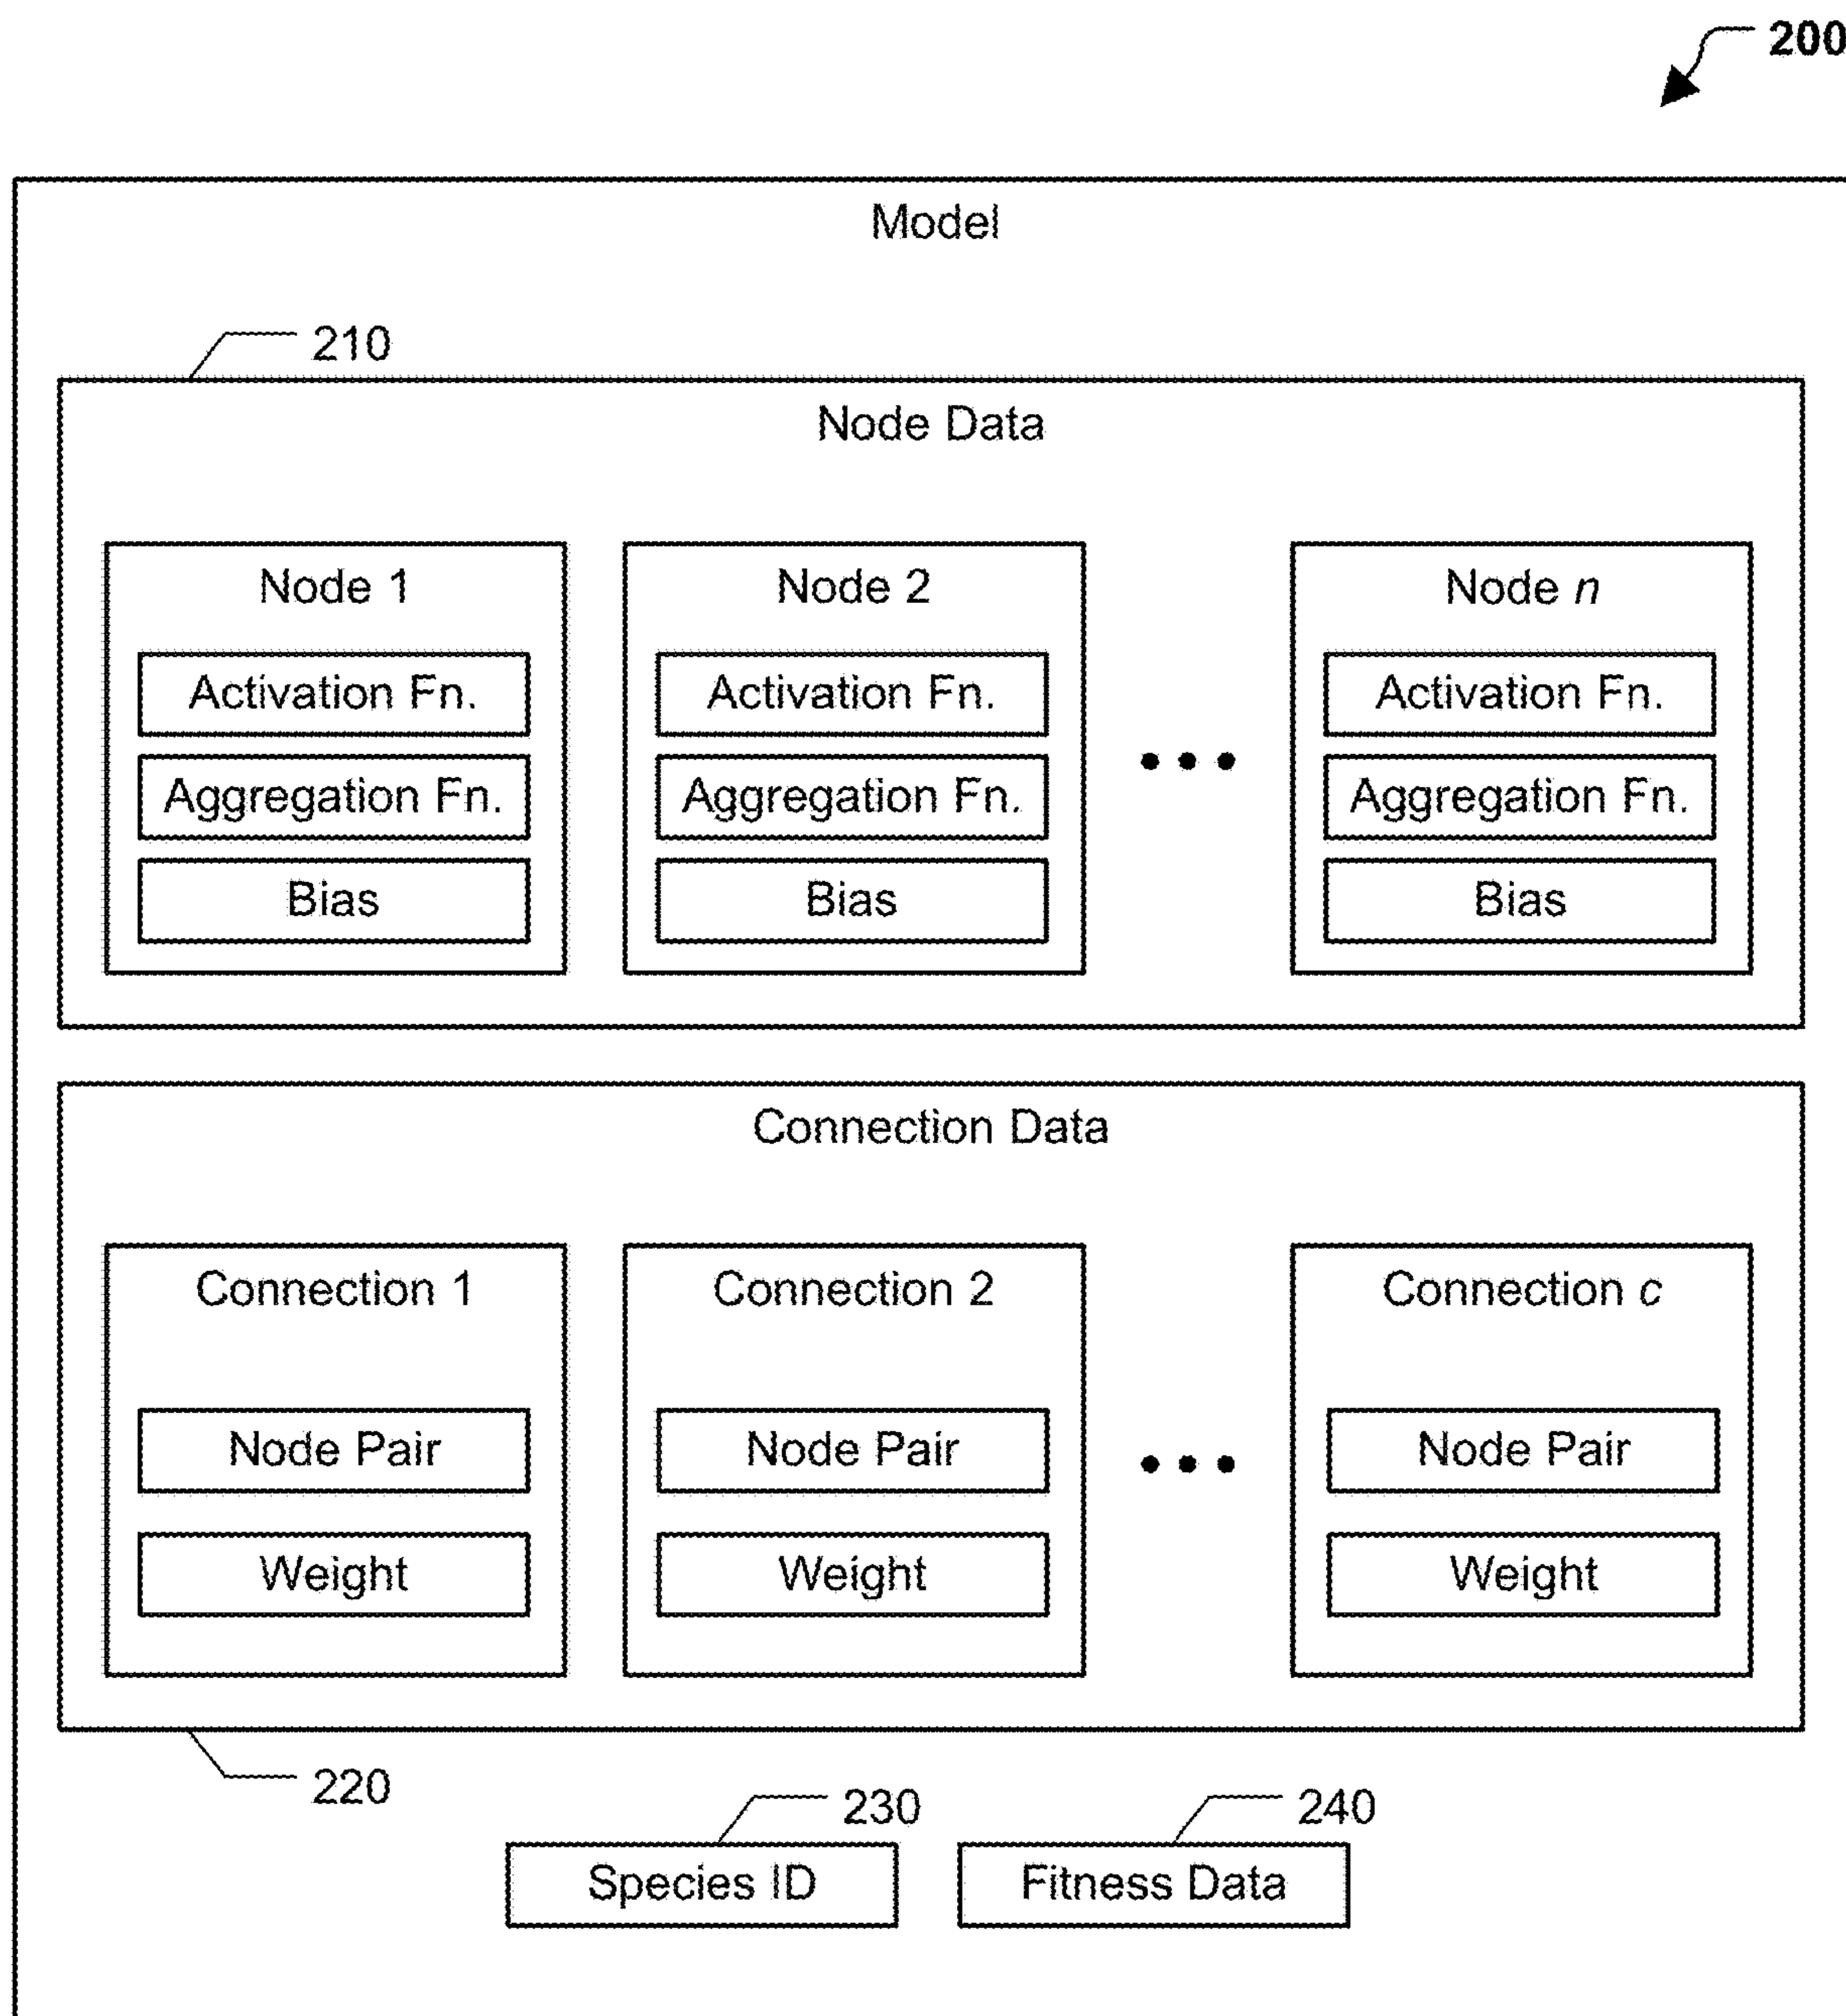 200
Model
210
Node Data
Node 1 Node 2 Node n
Activation Fn. Activation Fn. Activation Fn.
Aggregation Fn. Aggregation Fn. Aggregation Fn.
Bias Bias Bias
Connection Data
Connection 1 Connection 2 Connection c
Node Pair Node Pair Node Pair
Weight Weight Weight
220
230 240
Species ID Fitness Data